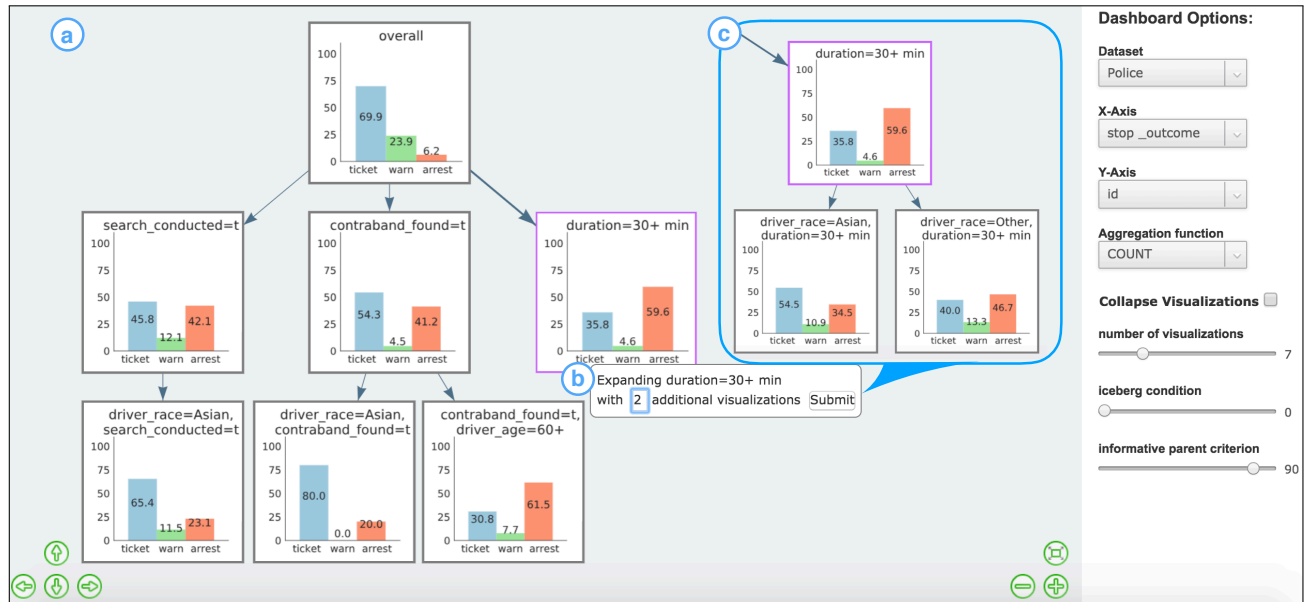 a
overall
100
75
50
25
0
69.9
23.9
6.2
ticket warn arrest
search_conducted=t
100
75
50
25
0
45.8
12.1
42.1
ticket warn arrest
contraband_found=t
100
75
50
25
0
54.3
4.5
41.2
ticket warn arrest
duration=30+ min
100
75
50
25
0
35.8
4.6
59.6
ticket warn arrest
driver_race=Asian,
search_conducted=t
100
75
50
25
0
65.4
11.5
23.1
ticket warn arrest
driver_race=Asian,
contraband_found=t
100
75
50
25
0
80.0
0.0
20.0
ticket warn arrest
contraband_found=t,
driver_age=60+
100
75
50
25
0
30.8
7.7
61.5
ticket warn arrest
b
Expanding duration=30+ min
with 2 additional visualizations Submit
c
duration=30+ min
100
75
50
25
0
35.8
4.6
59.6
ticket warn arrest
driver_race=Asian,
duration=30+ min
100
75
50
25
0
54.5
10.9
34.5
ticket warn arrest
driver_race=Other,
duration=30+ min
100
75
50
25
0
40.0
13.3
46.7
ticket warn arrest
Dashboard Options:
Dataset
Police
X-Axis
stop _outcome
Y-Axis
id
Aggregation function
COUNT
Collapse Visualizations
number of visualizations
7
iceberg condition
0
informative parent criterion
90